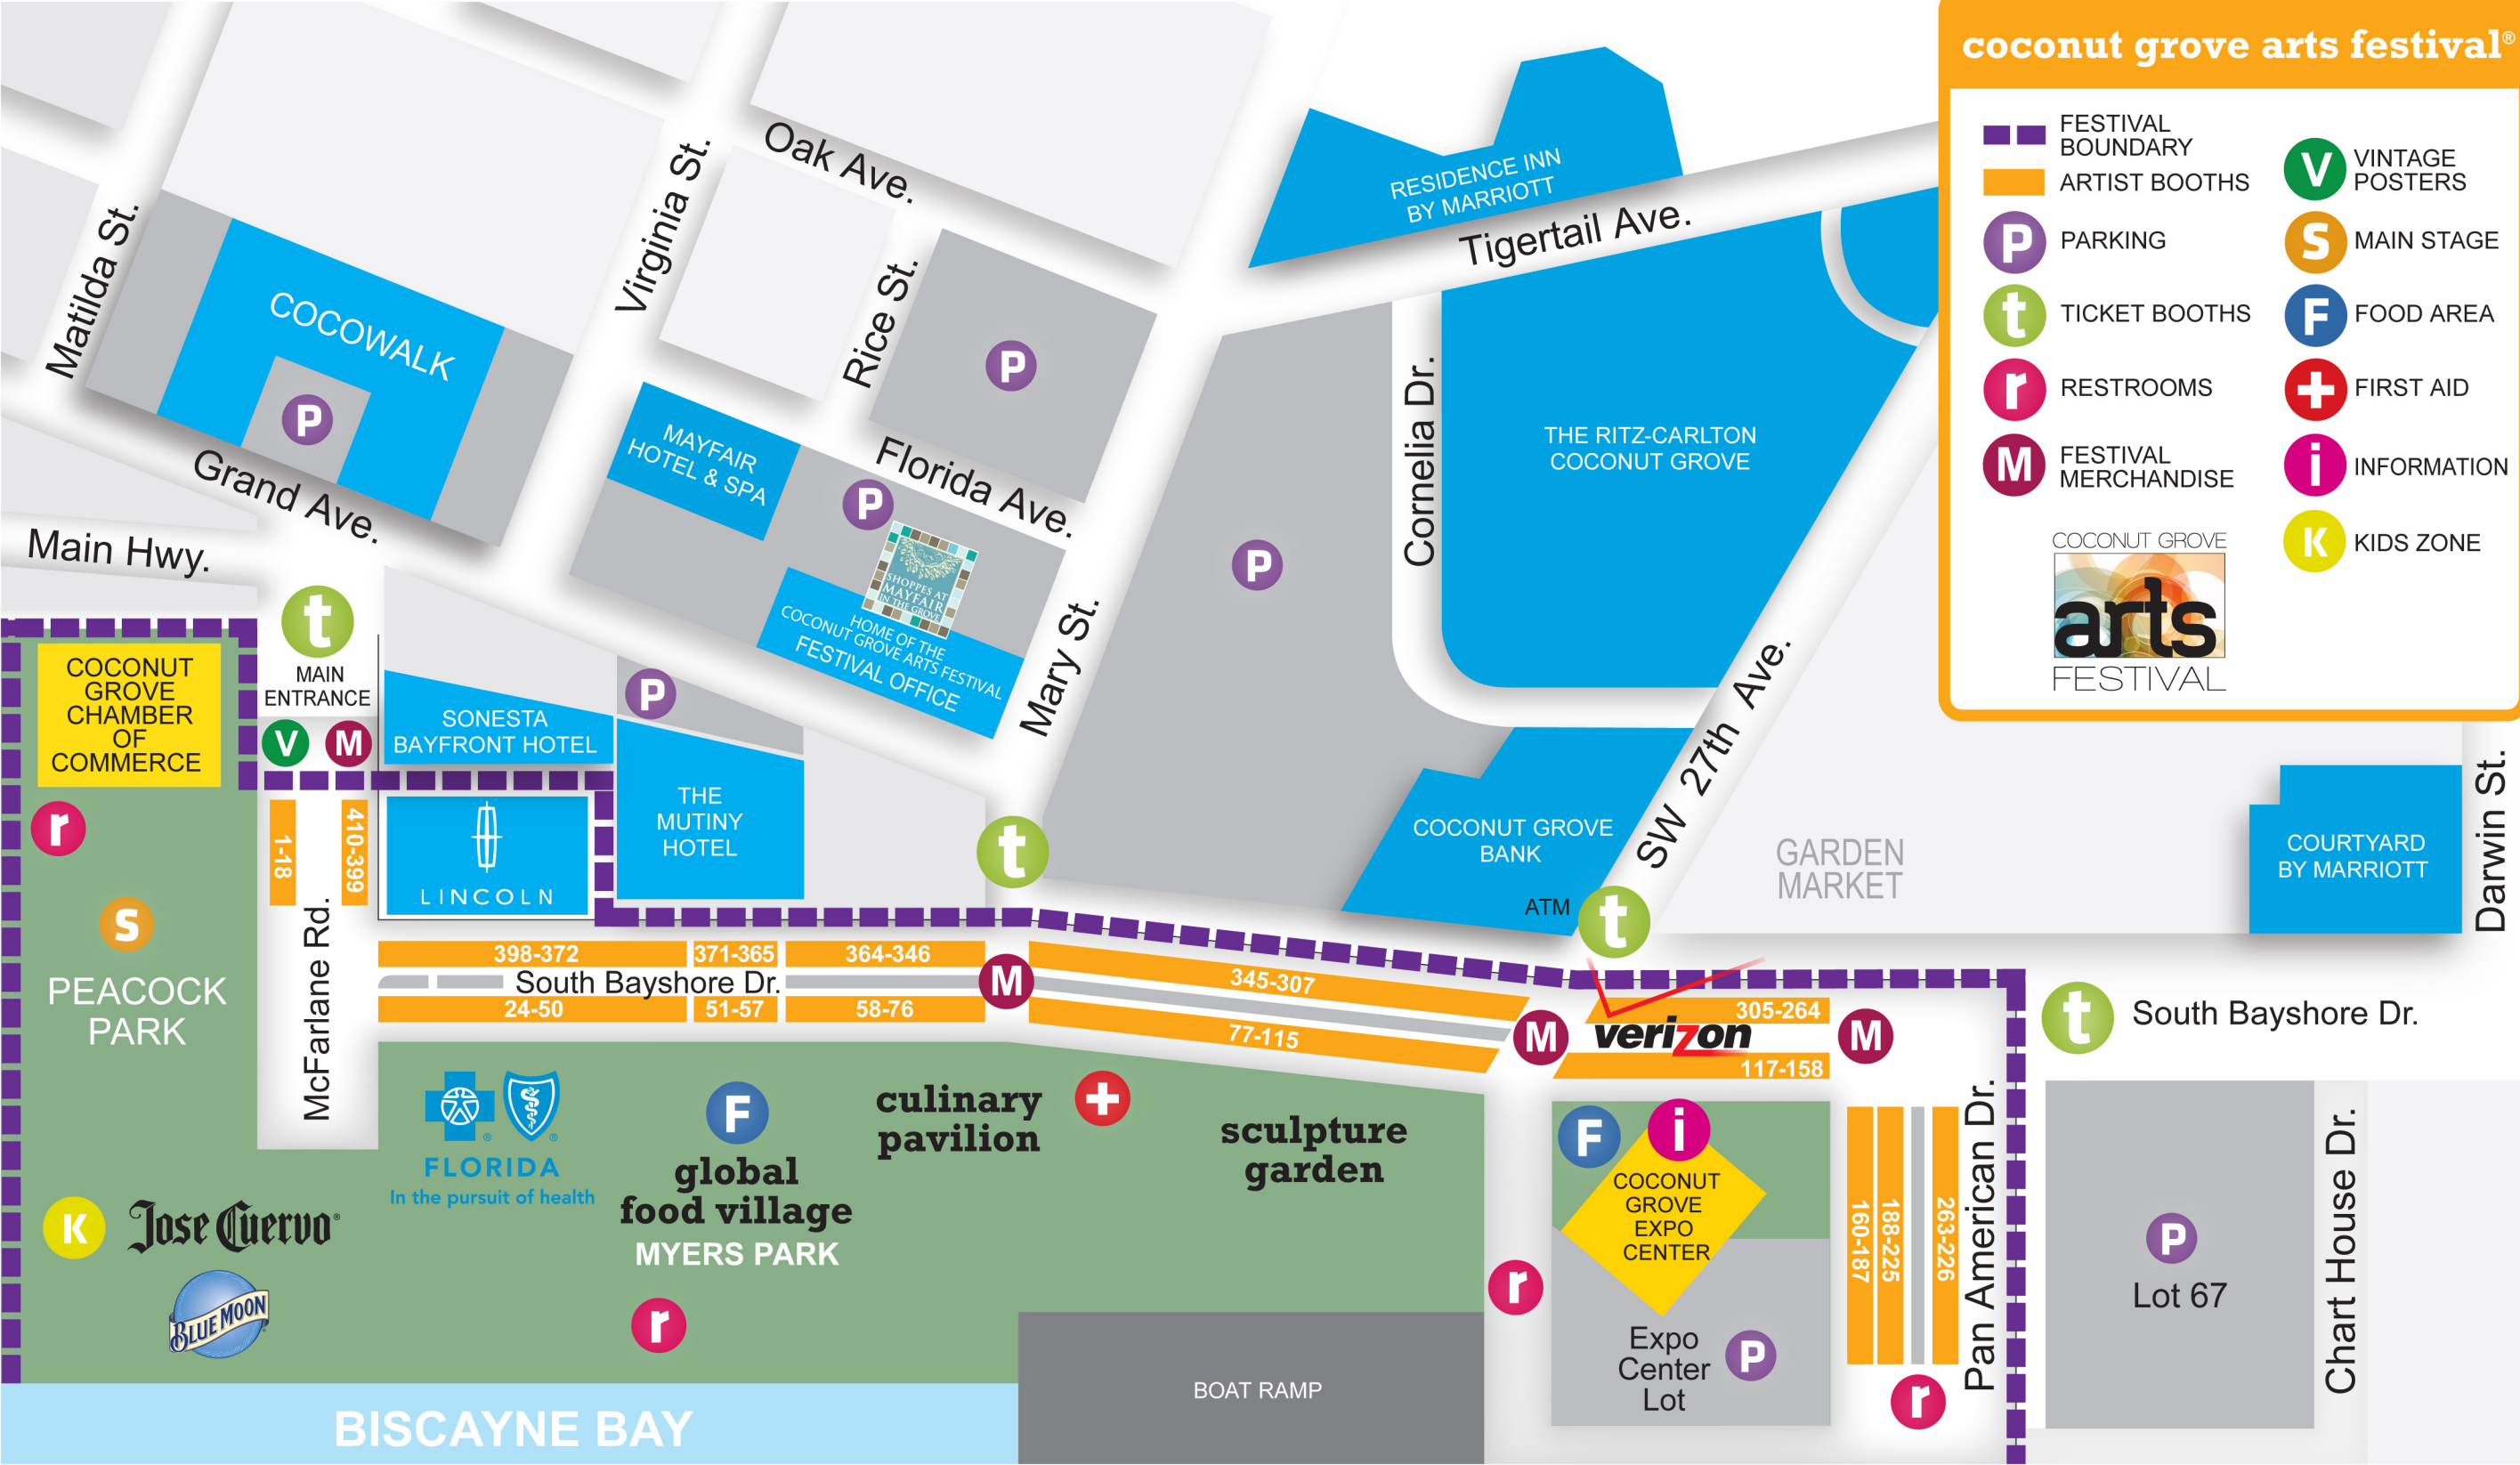 coconut grove arts festival®
FESTIVAL
BOUNDARY
ARTIST BOOTHS
P
PARKING
t
TICKET BOOTHS
r
RESTROOMS
M
FESTIVAL
MERCHANDISE
V
VINTAGE
POSTERS
S
MAIN STAGE
F
FOOD AREA
FIRST AID
i
INFORMATION
K
KIDS ZONE
COCONUT GROVE
arts
FESTIVAL
Oak Ave.
Virginia St.
Matilda St.
Rice St.
RESIDENCE INN
BY MARRIOTT
Tigertail Ave.
COCOWALK
P
P
MAYFAIR
HOTEL & SPA
Florida Ave.
P
SHOPPES AT
MAYFAIR
IN THE GROVE
HOME OF THE
COCONUT GROVE ARTS FESTIVAL
FESTIVAL OFFICE
Mary St.
P
Cornelia Dr.
THE RITZ-CARLTON
COCONUT GROVE
SW 27th Ave.
Grand Ave.
Main Hwy.
t
MAIN
ENTRANCE
V
M
COCONUT
GROVE
CHAMBER
OF
COMMERCE
SONESTA
BAYFRONT HOTEL
P
THE
MUTINY
HOTEL
LINCOLN
r
1-18
410-399
McFarlane Rd.
S
PEACOCK
PARK
t
COCONUT GROVE
BANK
ATM
t
GARDEN
MARKET
COURTYARD
BY MARRIOTT
Darwin St.
398-372
371-365
364-346
South Bayshore Dr.
24-50
51-57
58-76
M
345-307
77-115
M
305-264
verizon
117-158
M
t
South Bayshore Dr.
FLORIDA
In the pursuit of health
F
global
food village
MYERS PARK
culinary
pavilion
sculpture
garden
F
i
COCONUT
GROVE
EXPO
CENTER
160-187
188-225
263-226
Pan American Dr.
K
Jose Cuervo®
BLUE MOON
r
r
Expo
Center
Lot
P
r
P
Lot 67
Chart House Dr.
BOAT RAMP
BISCAYNE BAY